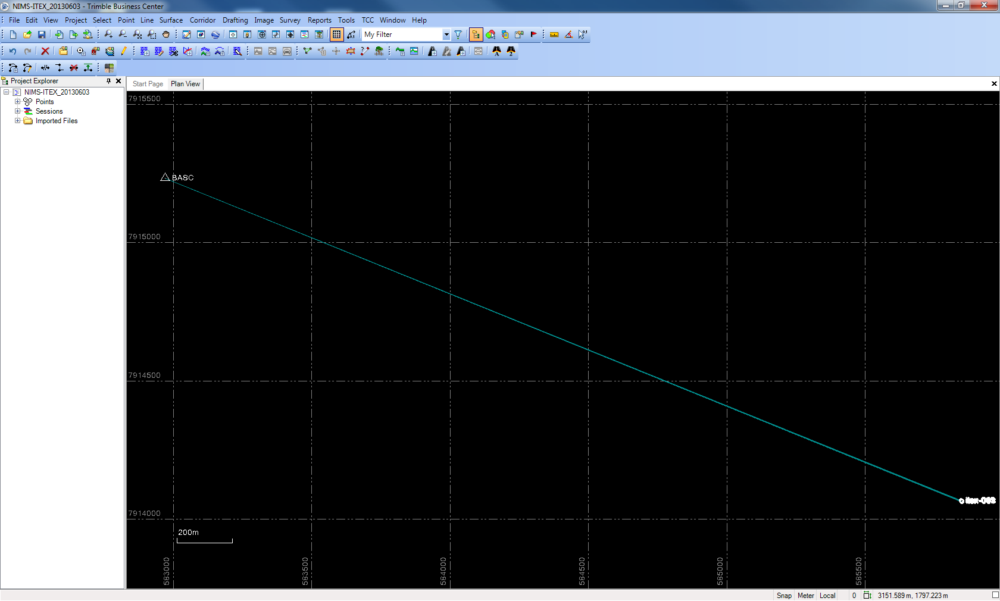 NIMS-ITEX_20130603 - Trimble Business Center
File Edit View Project Select Point Line Surface Corridor Drafting Image Survey Reports Tools TCC Window Help
My Filter
Project Explorer
NIMS-ITEX_20130603
Points
Sessions
Imported Files
Start Page Plan View
7915500
BASC
7915000
7914500
7914000
200m
583000 583500 584000 584500 585000 585500
Snap Meter Local 0 3151.589 m, 1797.223 m